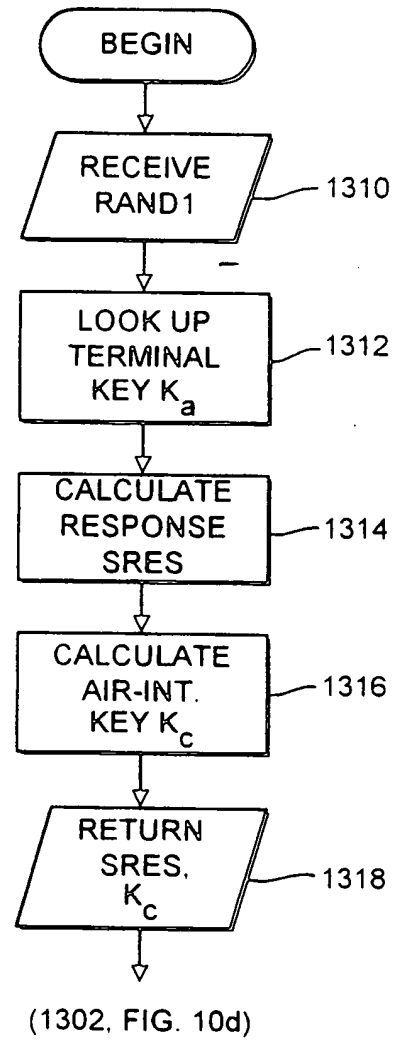 BEGIN
RECEIVE
RAND1
1310
LOOK UP
TERMINAL
KEY Ka
1312
CALCULATE
RESPONSE
SRES
1314
CALCULATE
AIR-INT.
KEY Kc
1316
RETURN
SRES,
Kc
1318
(1302, FIG. 10d)